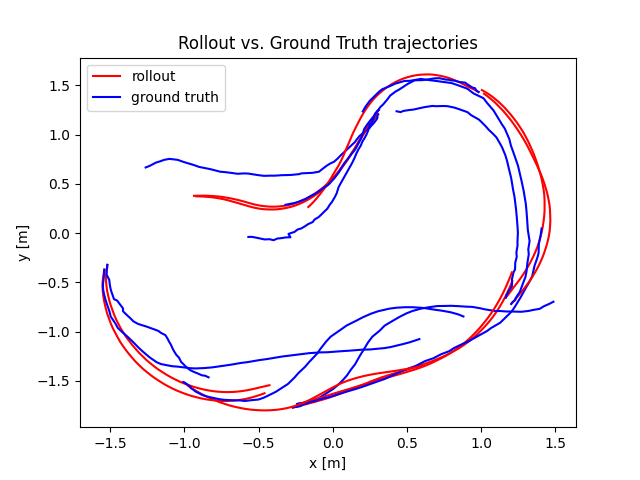 Rollout vs. Ground Truth trajectories
rollout
ground truth
1.5
1.0
0.5
0.0
−0.5
−1.0
−1.5
y [m]
−1.5 −1.0 −0.5 0.0 0.5 1.0 1.5
x [m]